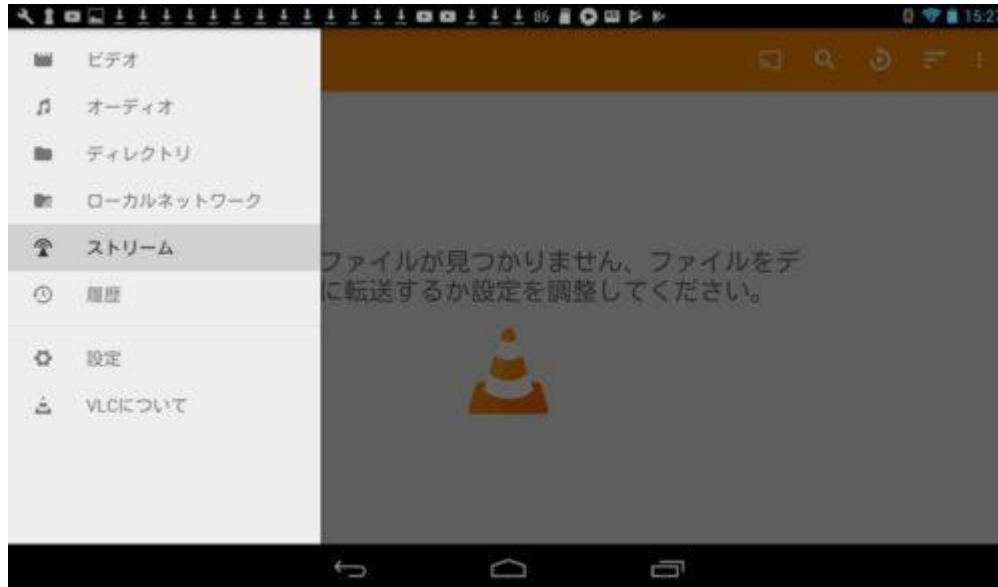 86
15:27
ビデオ
オーディオ
ディレクトリ
ローカルネットワーク
ストリーム
履歴
設定
VLCについて
ファイルが見つかりません、ファイルをデ
に転送するか設定を調整してください。